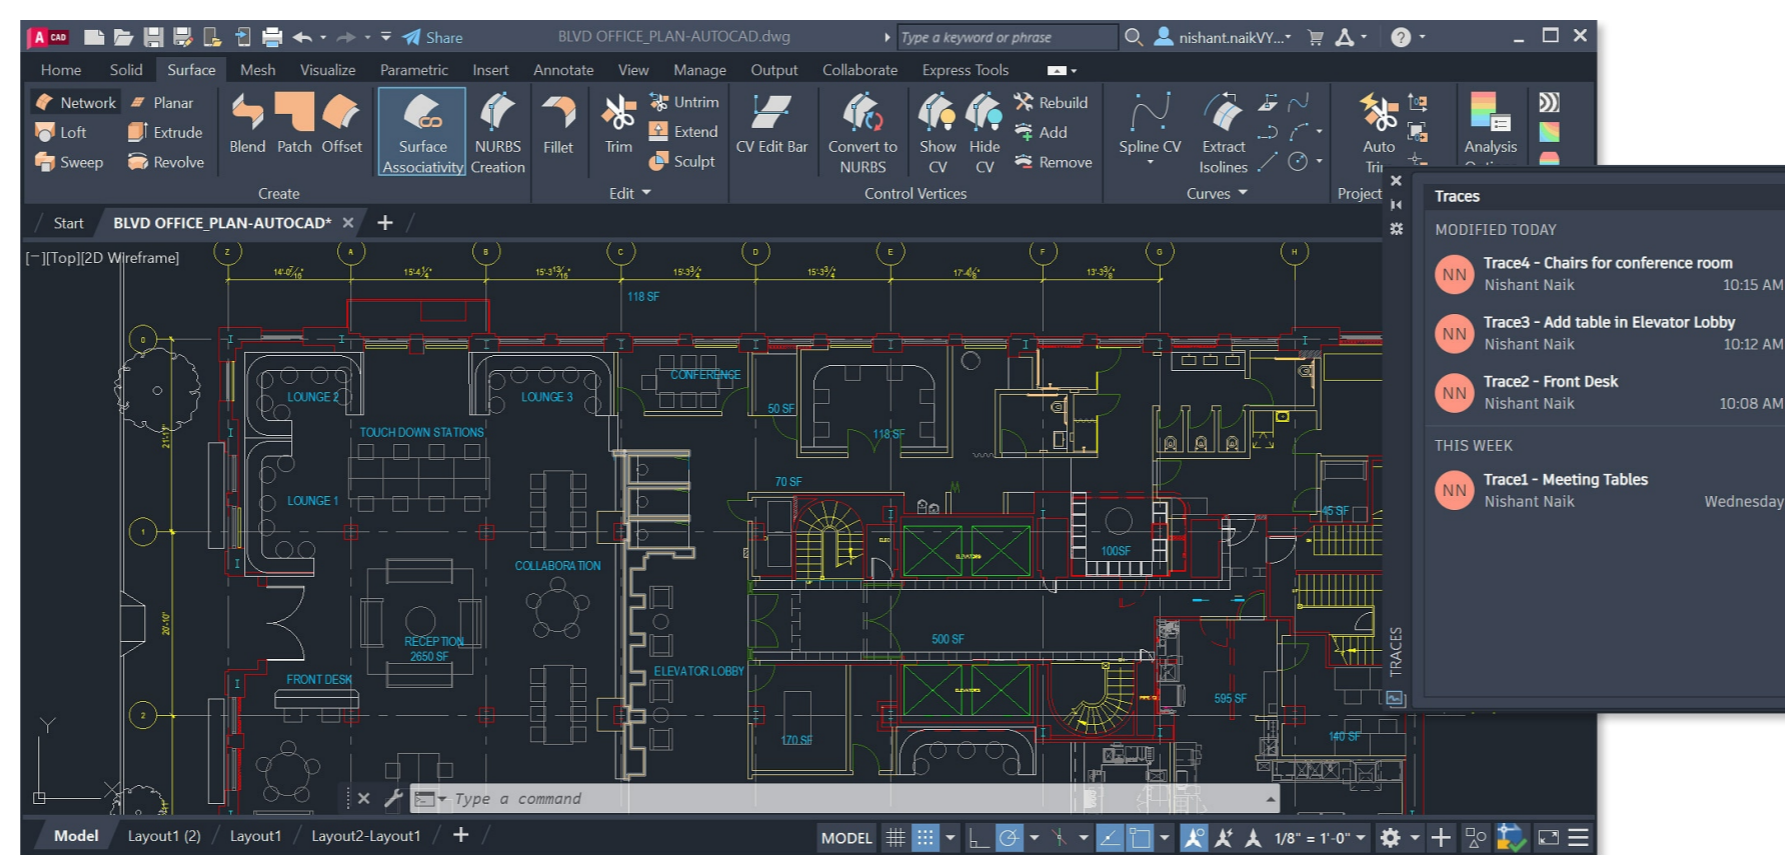 A CAD
Share
BLVD OFFICE_PLAN-AUTOCAD.dwg
Type a keyword or phrase
nishant.naikVY...
Home Solid Surface Mesh Visualize Parametric Insert Annotate View Manage Output Collaborate Express Tools
Network Planar
Loft Extrude
Sweep Revolve
Blend Patch Offset
Surface
Associativity
NURBS
Creation
Fillet
Trim
Untrim
Extend
Sculpt
CV Edit Bar
Convert to
NURBS
Show
CV
Hide
CV
Rebuild
Add
Remove
Spline CV
Extract
Isolines
Auto
Analysis
Create
Edit
Control Vertices
Curves
Project
Start
BLVD OFFICE_PLAN-AUTOCAD*
[−][Top][2D Wireframe]
Z A B C D E F G H
118 SF
0
CONFERENCE
LOUNGE 2
LOUNGE 3
50 SF
TOUCH DOWN STATIONS
118 SF
70 SF
LOUNGE 1
45 SF
1
100SF
COLLABORATION
20'-10"
RECEPTION
2650 SF
500 SF
ELEVATOR LOBBY
FRONT DESK
595 SF
2
170 SF
140 SF
Y
X
Type a command
Model Layout1 (2) Layout1 Layout2-Layout1
MODEL
1/8" = 1'-0"
Traces
MODIFIED TODAY
NN
Trace4 - Chairs for conference room
Nishant Naik 10:15 AM
NN
Trace3 - Add table in Elevator Lobby
Nishant Naik 10:12 AM
NN
Trace2 - Front Desk
Nishant Naik 10:08 AM
THIS WEEK
NN
Trace1 - Meeting Tables
Nishant Naik Wednesday
TRACES